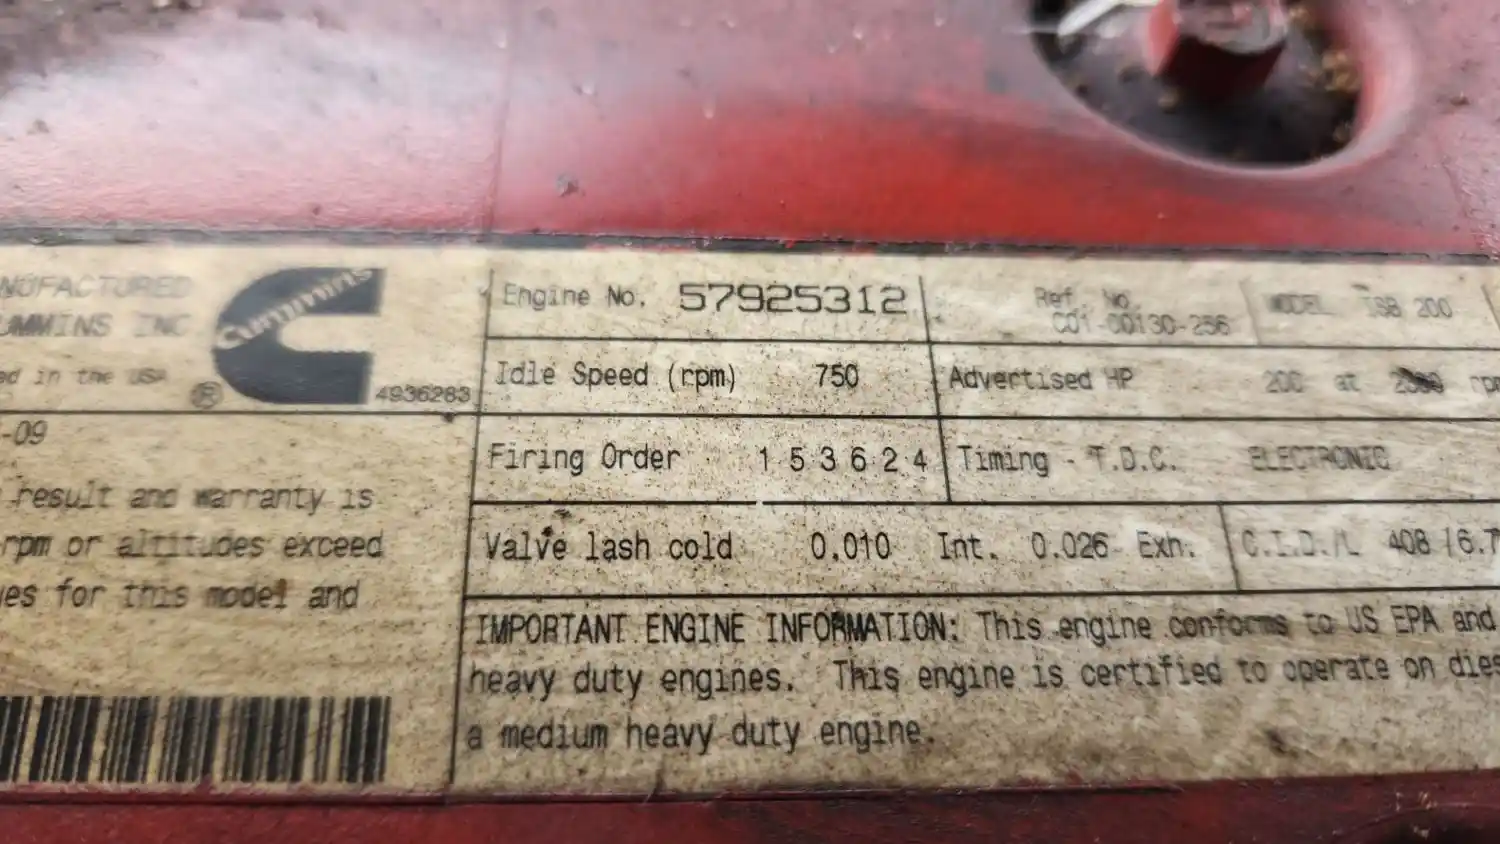 NUFACTURED
UMMINS INC
ed in the USA
Cummins
®
4936283
-09
result and warranty is
rpm or altitudes exceed
ues for this model and
Engine No. 57925312
Ref. No.
C01-00130-256
MODEL ISB 200
Idle Speed (rpm) 750
Advertised HP 200 at rpm
Firing Order 1 5 3 6 2 4
Timing - T.D.C. ELECTRONIC
Valve lash cold 0.010 Int. 0.026 Exh.
C.I.D./L 408 /6.7
IMPORTANT ENGINE INFORMATION: This engine conforms to US EPA and
heavy duty engines. This engine is certified to operate on dies
a medium heavy duty engine.